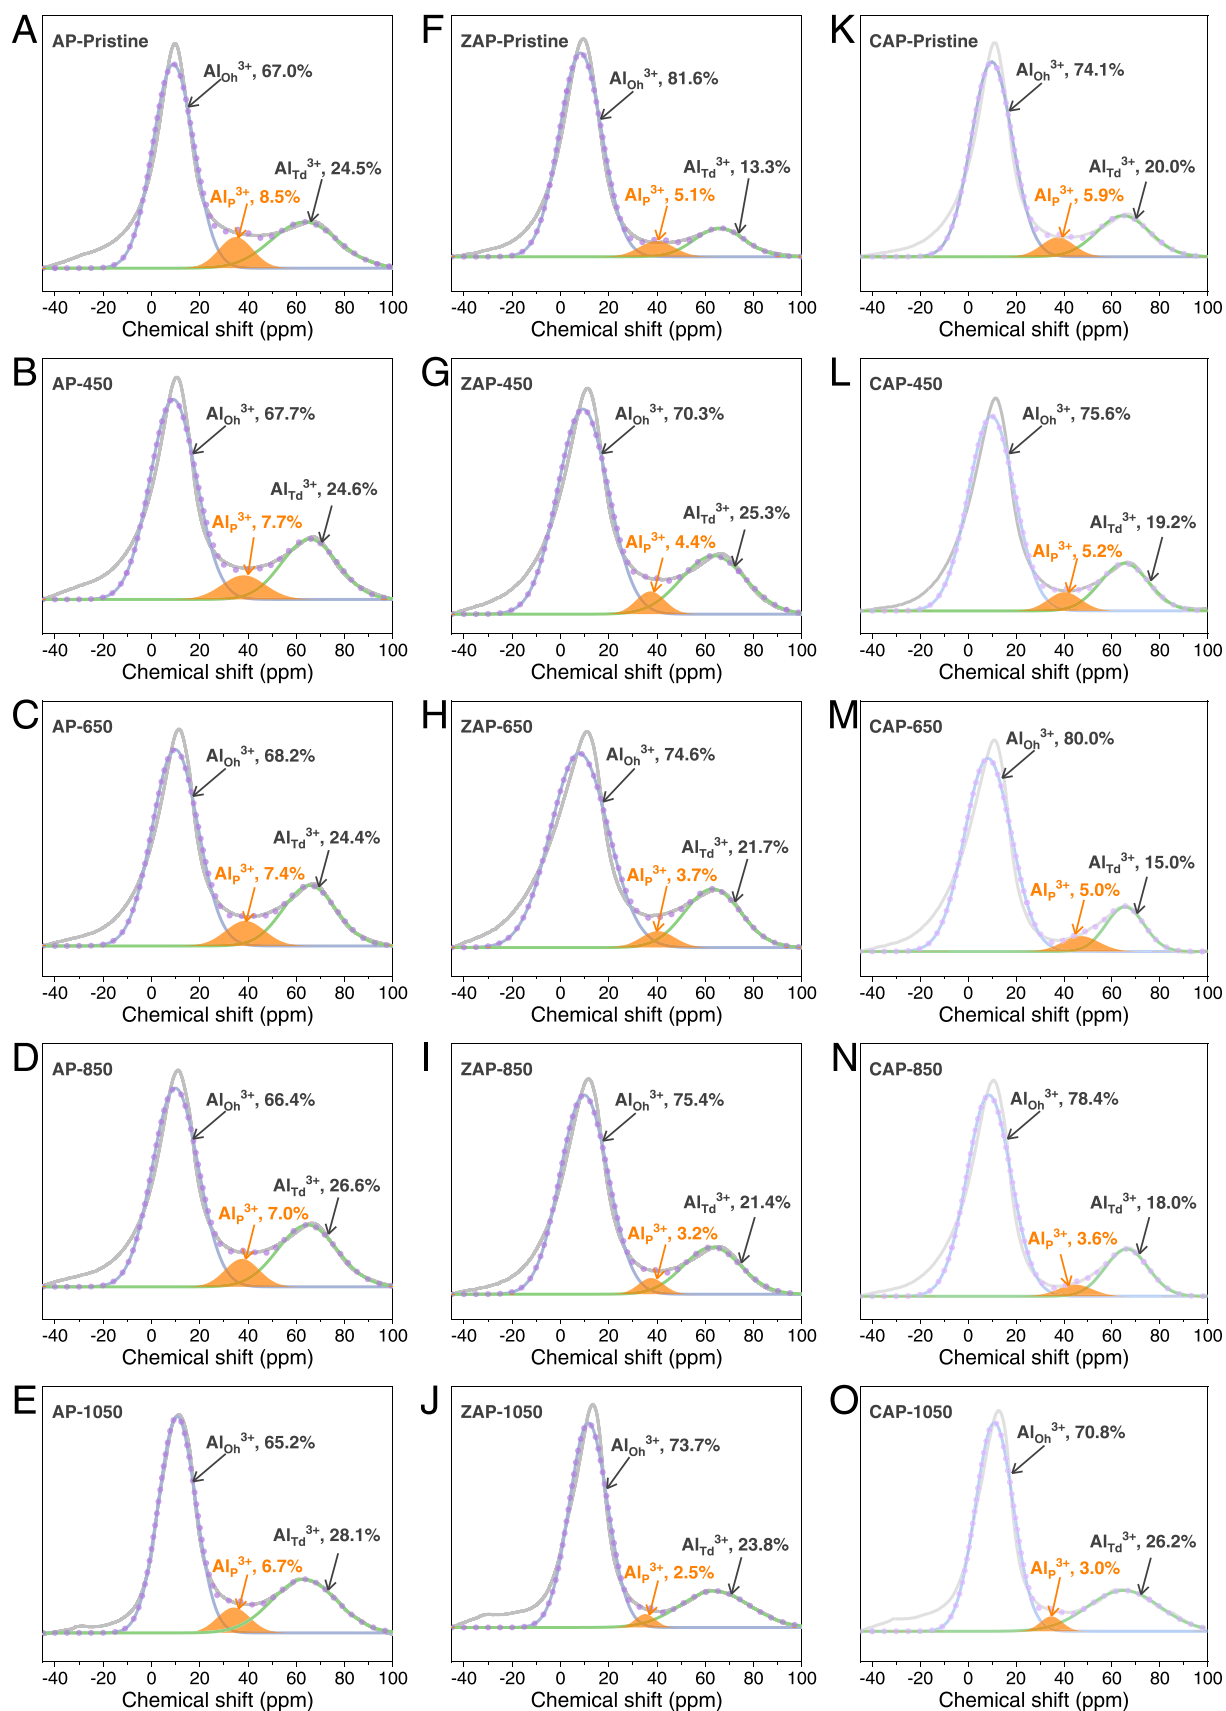 A
AP-Pristine
AlOh3+, 67.0%
AlP3+, 8.5%
AlTd3+, 24.5%
-40 -20 0 20 40 60 80 100
Chemical shift (ppm)
F
ZAP-Pristine
AlOh3+, 81.6%
AlP3+, 5.1%
AlTd3+, 13.3%
-40 -20 0 20 40 60 80 100
Chemical shift (ppm)
K
CAP-Pristine
AlOh3+, 74.1%
AlP3+, 5.9%
AlTd3+, 20.0%
-40 -20 0 20 40 60 80 100
Chemical shift (ppm)
B
AP-450
AlOh3+, 67.7%
AlP3+, 7.7%
AlTd3+, 24.6%
-40 -20 0 20 40 60 80 100
Chemical shift (ppm)
G
ZAP-450
AlOh3+, 70.3%
AlP3+, 4.4%
AlTd3+, 25.3%
-40 -20 0 20 40 60 80 100
Chemical shift (ppm)
L
CAP-450
AlOh3+, 75.6%
AlP3+, 5.2%
AlTd3+, 19.2%
-40 -20 0 20 40 60 80 100
Chemical shift (ppm)
C
AP-650
AlOh3+, 68.2%
AlP3+, 7.4%
AlTd3+, 24.4%
-40 -20 0 20 40 60 80 100
Chemical shift (ppm)
H
ZAP-650
AlOh3+, 74.6%
AlP3+, 3.7%
AlTd3+, 21.7%
-40 -20 0 20 40 60 80 100
Chemical shift (ppm)
M
CAP-650
AlOh3+, 80.0%
AlP3+, 5.0%
AlTd3+, 15.0%
-40 -20 0 20 40 60 80 100
Chemical shift (ppm)
D
AP-850
AlOh3+, 66.4%
AlP3+, 7.0%
AlTd3+, 26.6%
-40 -20 0 20 40 60 80 100
Chemical shift (ppm)
I
ZAP-850
AlOh3+, 75.4%
AlP3+, 3.2%
AlTd3+, 21.4%
-40 -20 0 20 40 60 80 100
Chemical shift (ppm)
N
CAP-850
AlOh3+, 78.4%
AlP3+, 3.6%
AlTd3+, 18.0%
-40 -20 0 20 40 60 80 100
Chemical shift (ppm)
E
AP-1050
AlOh3+, 65.2%
AlP3+, 6.7%
AlTd3+, 28.1%
-40 -20 0 20 40 60 80 100
Chemical shift (ppm)
J
ZAP-1050
AlOh3+, 73.7%
AlP3+, 2.5%
AlTd3+, 23.8%
-40 -20 0 20 40 60 80 100
Chemical shift (ppm)
O
CAP-1050
AlOh3+, 70.8%
AlP3+, 3.0%
AlTd3+, 26.2%
-40 -20 0 20 40 60 80 100
Chemical shift (ppm)